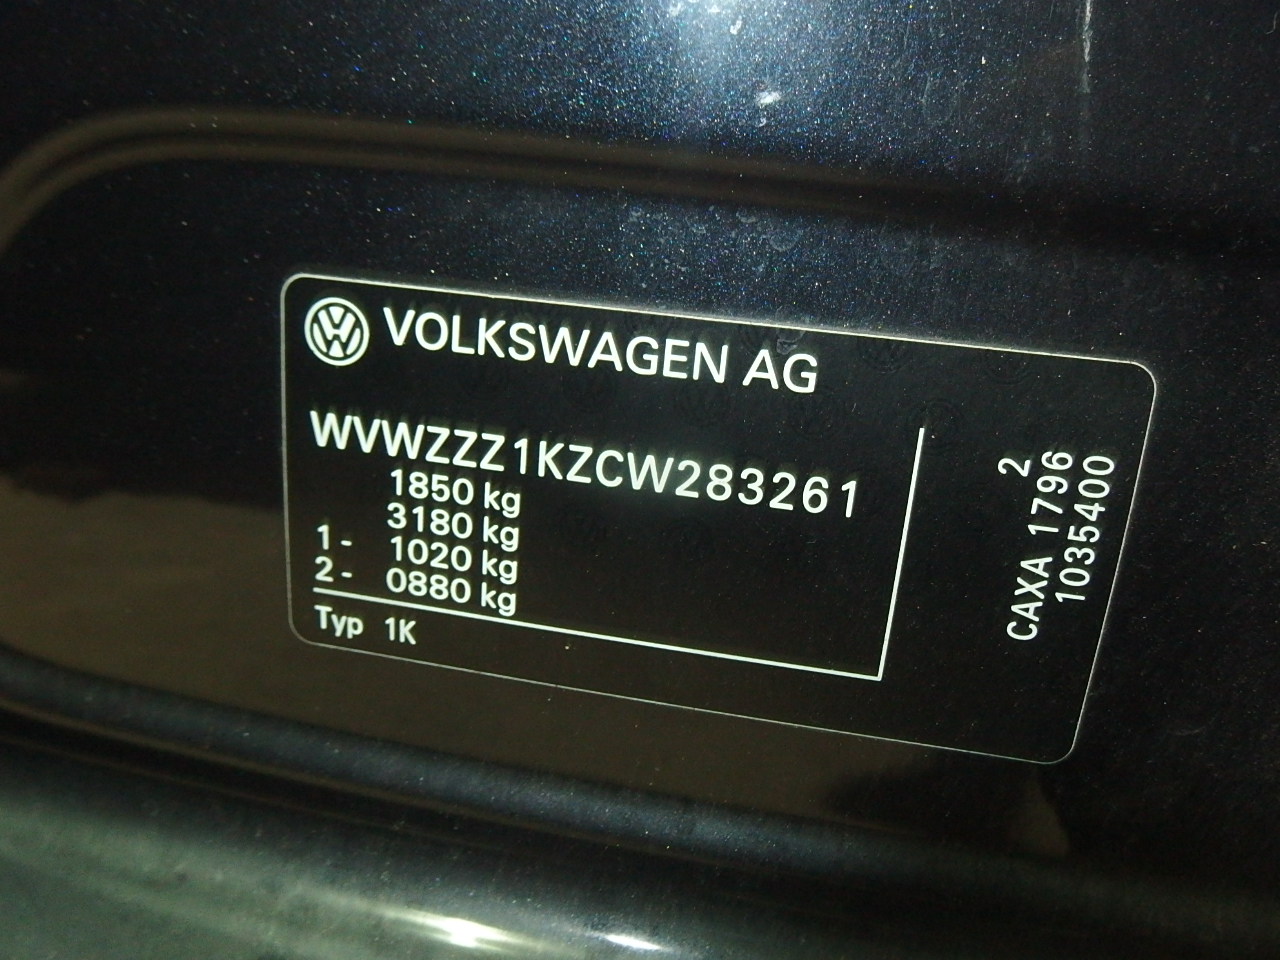 VOLKSWAGEN AG
WVWZZZ1KZCW283261
1850 kg
3180 kg
1- 1020 kg
2- 0880 kg
Typ 1K
2
CAXA 1796
1035400